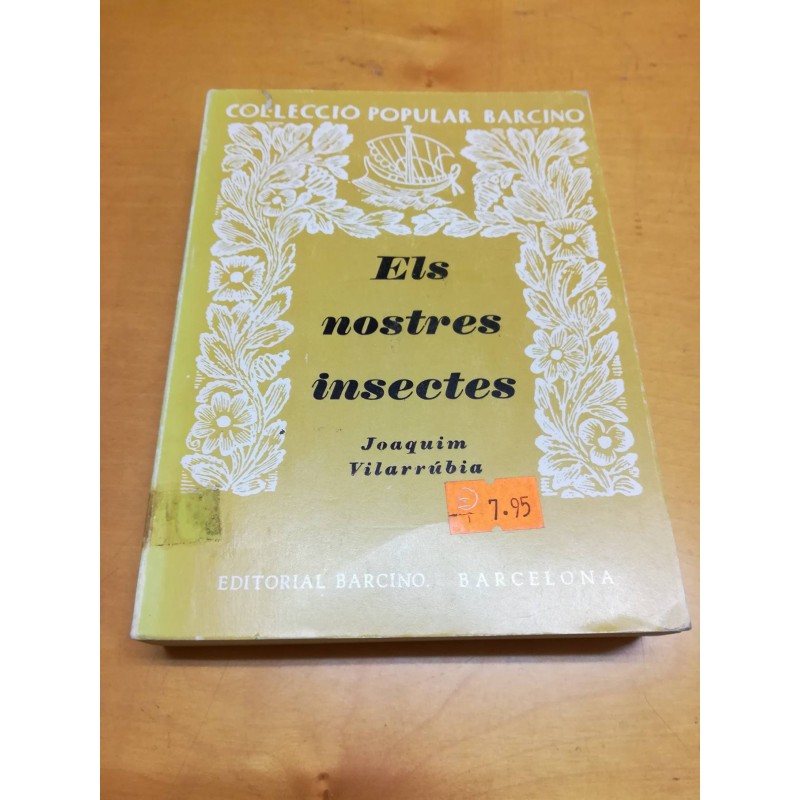 COL·LECCIÓ POPULAR BARCINO
Els
nostres
insectes
Joaquim
Vilarrúbia
7.95
EDITORIAL BARCINO. BARCELONA